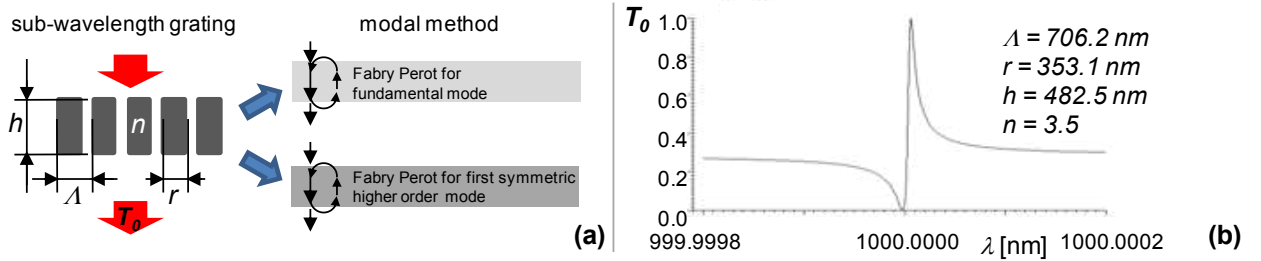 sub-wavelength grating
modal method
Fabry Perot for
fundamental mode
h
n
Fabry Perot for first symmetric
higher order mode
Λ
r
T0
(a)
T0
1.0
0.8
0.6
0.4
0.2
0.0
Λ = 706.2 nm
r = 353.1 nm
h = 482.5 nm
n = 3.5
999.9998
1000.0000
λ [nm]
1000.0002
(b)